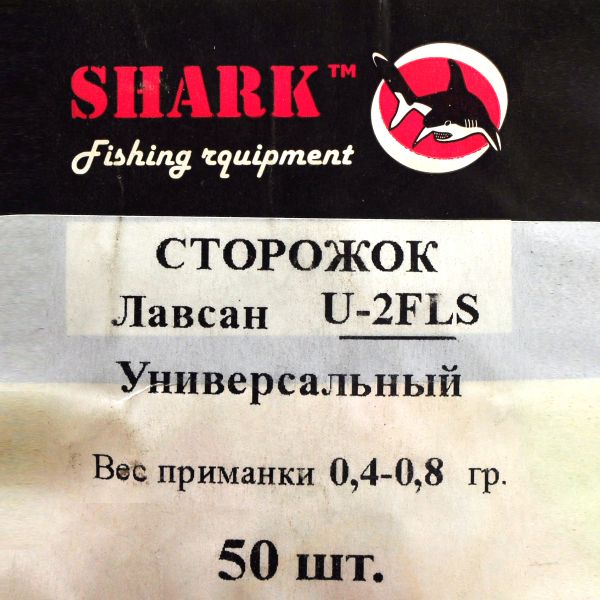 SHARK™
Fishing rquipment
СТОРОЖОК
Лавсан U-2FLS
Универсальный
Вес приманки 0,4-0,8 гр.
50 шт.